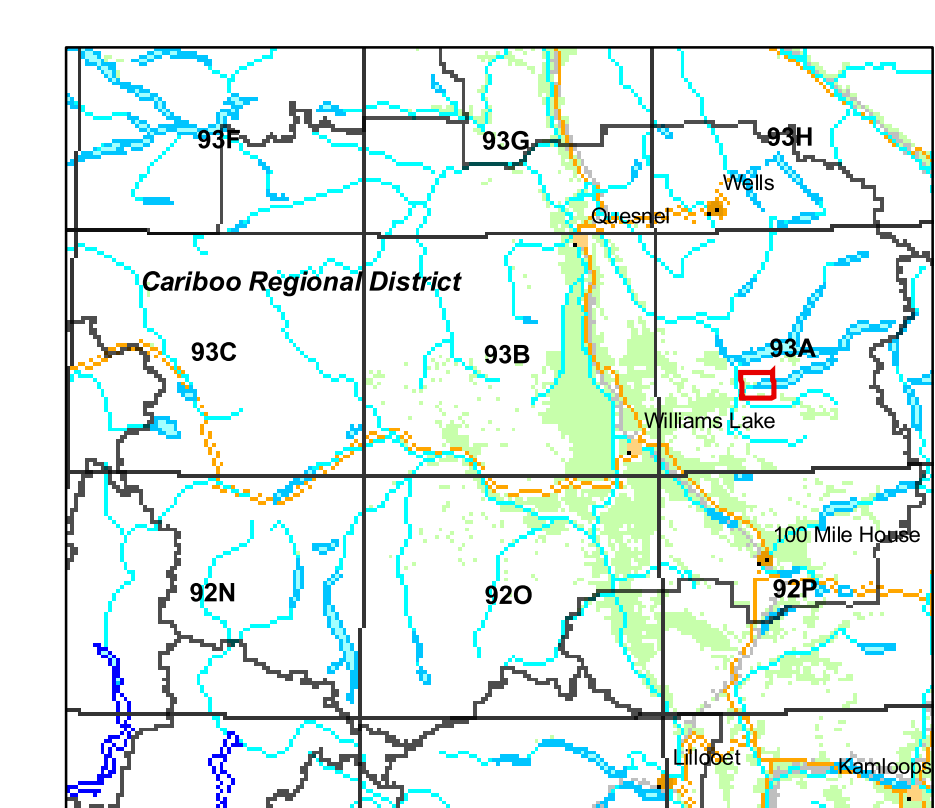 93F
93G
93H
Wells
Quesnel
Cariboo Regional District
93C
93B
93A
Williams Lake
100 Mile House
92N
92O
92P
Lillooet
Kamloops